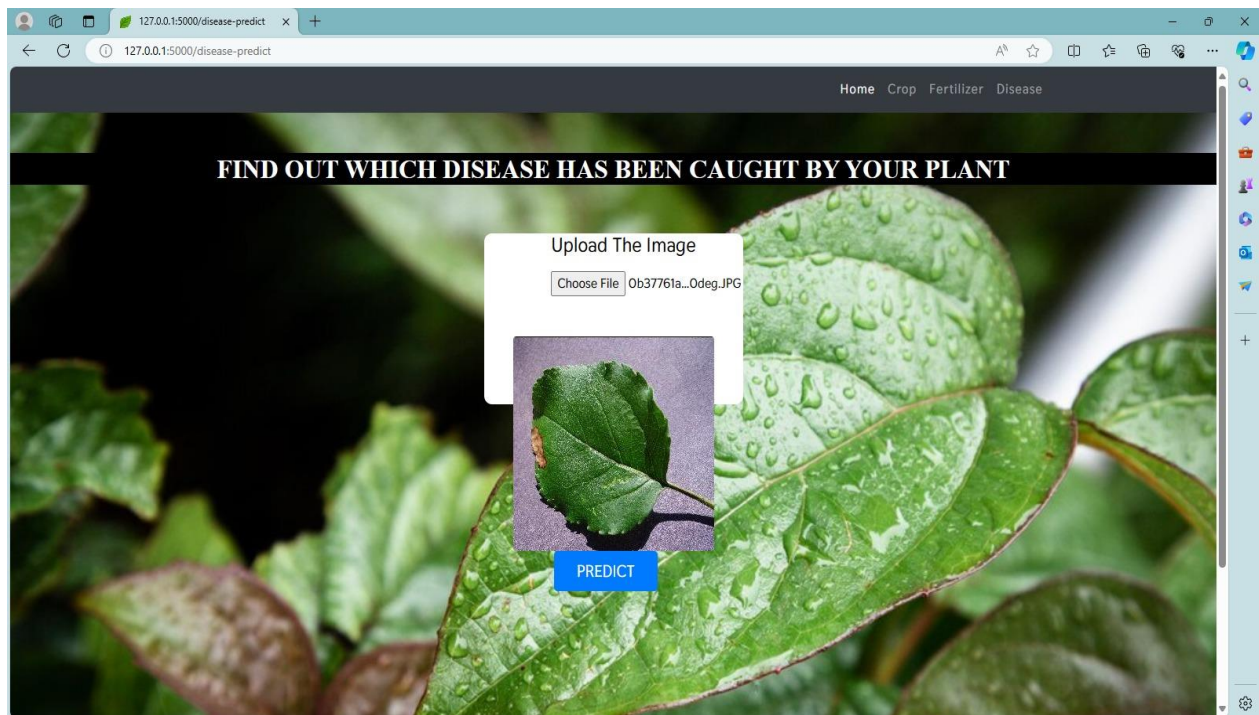 127.0.0.1:5000/disease-predict
127.0.0.1:5000/disease-predict
Home Crop Fertilizer Disease
FIND OUT WHICH DISEASE HAS BEEN CAUGHT BY YOUR PLANT
Upload The Image
Choose File 0b37761a...0deg.JPG
PREDICT